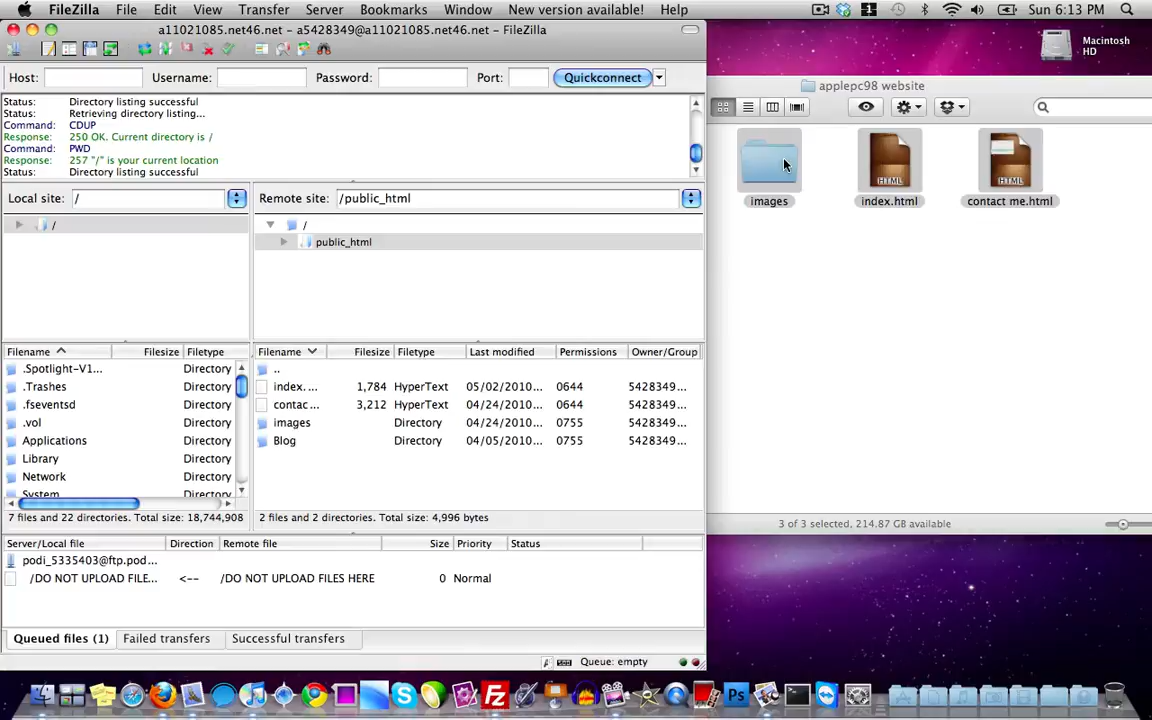 FileZilla File Edit View Transfer Server Bookmarks Window New version available! Help 1 Sun 6:13 PM
a11021085.net46.net - a5428349@a11021085.net46.net - FileZilla
Macintosh HD
Host: Username: Password: Port: Quickconnect
applepc98 website
Status: Directory listing successful
Status: Retrieving directory listing...
Command: CDUP
Response: 250 OK. Current directory is /
Command: PWD
Response: 257 "/" is your current location
Status: Directory listing successful
HTML HTML
images index.html contact me.html
Local site: / Remote site: /public_html
/ /
public_html
Filename Filesize Filetype Filename Filesize Filetype Last modified Permissions Owner/Group
.Spotlight-V1... Directory ..
.Trashes Directory index.... 1,784 HyperText 05/02/2010... 0644 5428349...
.fseventsd Directory contac... 3,212 HyperText 04/24/2010... 0644 5428349...
.vol Directory images Directory 04/24/2010... 0755 5428349...
Applications Directory Blog Directory 04/05/2010... 0755 5428349...
Library Directory
Network Directory
System Directory
7 files and 22 directories. Total size: 18,744,908 2 files and 2 directories. Total size: 4,996 bytes
3 of 3 selected, 214.87 GB available
Server/Local file Direction Remote file Size Priority Status
podi_5335403@ftp.pod...
/DO NOT UPLOAD FILE... <-- /DO NOT UPLOAD FILES HERE 0 Normal
Queued files (1) Failed transfers Successful transfers
Queue: empty
Fz Ps